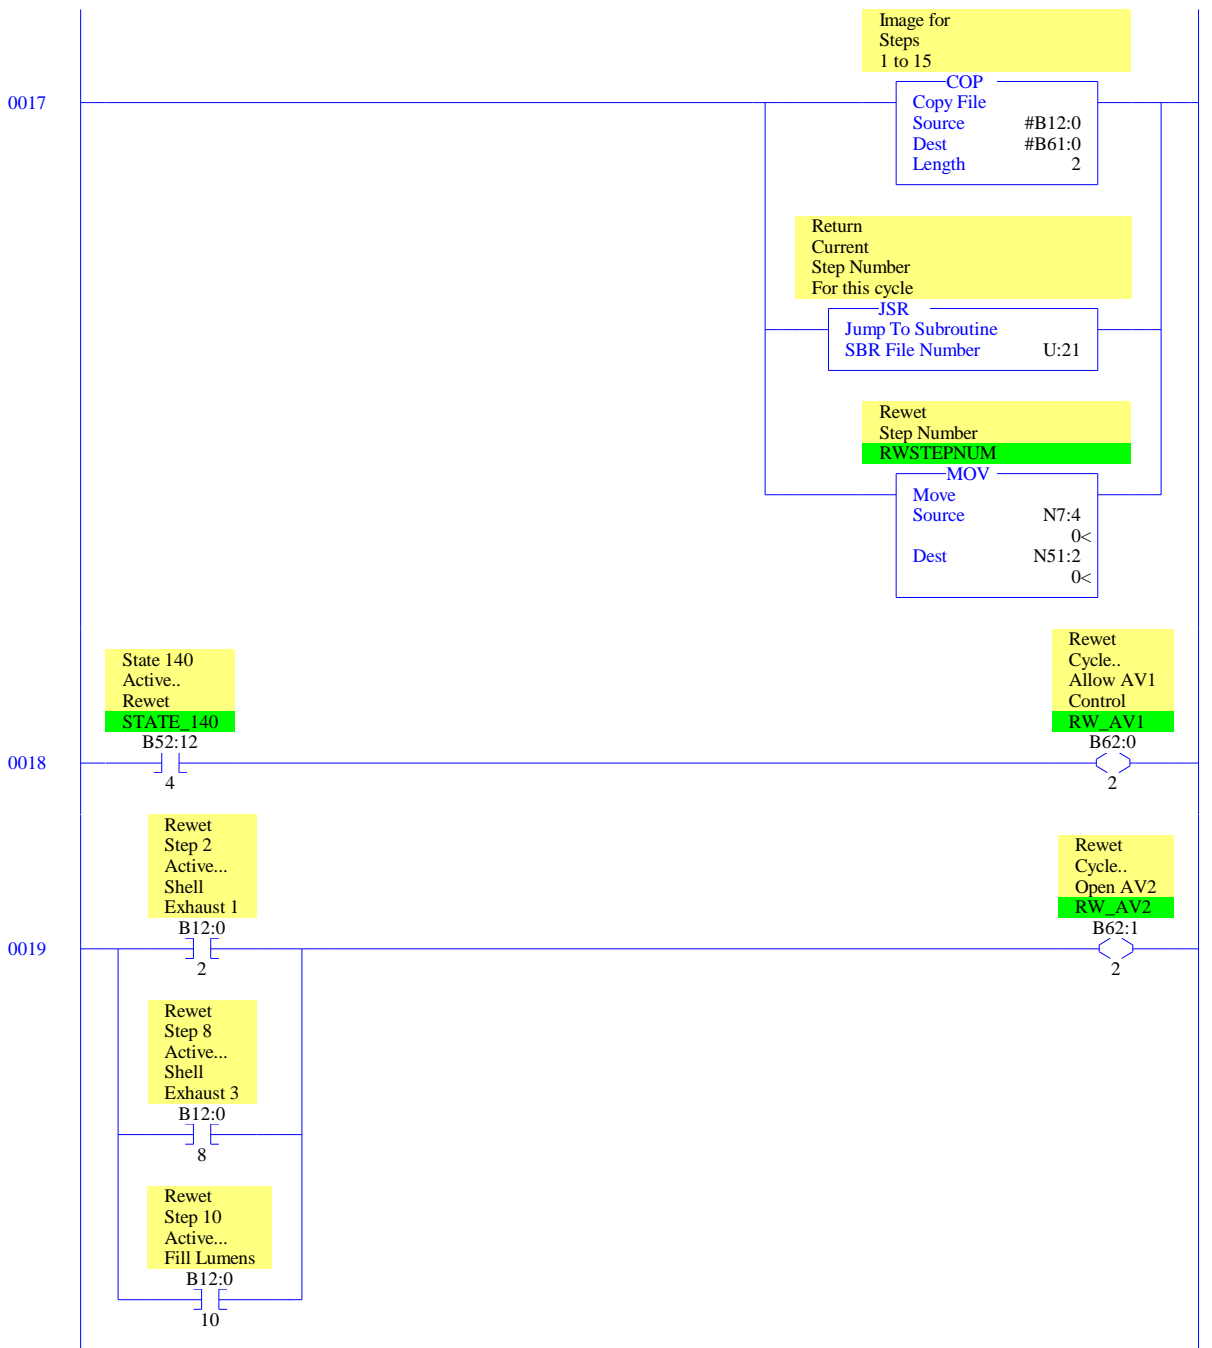 Image for
Steps
1 to 15
COP
0017
Copy File
Source #B12:0
Dest #B61:0
Length 2
Return
Current
Step Number
For this cycle
JSR
Jump To Subroutine
SBR File Number U:21
Rewet
Step Number
RWSTEPNUM
MOV
Move
Source N7:4
0<
Dest N51:2
0<
State 140
Active..
Rewet
STATE_140
B52:12
4
Rewet
Cycle..
Allow AV1
Control
RW_AV1
B62:0
2
0018
Rewet
Step 2
Active...
Shell
Exhaust 1
B12:0
2
Rewet
Cycle..
Open AV2
RW_AV2
B62:1
2
0019
Rewet
Step 8
Active...
Shell
Exhaust 3
B12:0
8
Rewet
Step 10
Active...
Fill Lumens
B12:0
10